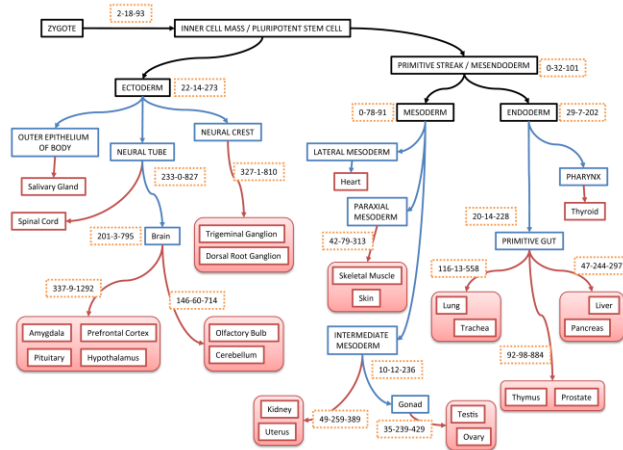 2-18-93
ZYGOTE
INNER CELL MASS / PLURIPOTENT STEM CELL
PRIMITIVE STREAK / MESENDODERM
0-32-101
ECTODERM
22-14-273
0-78-91
MESODERM
ENDODERM
29-7-202
OUTER EPITHELIUM
OF BODY
NEURAL TUBE
NEURAL CREST
LATERAL MESODERM
PHARYNX
Salivary Gland
233-0-827
327-1-810
Heart
Thyroid
Spinal Cord
PARAXIAL
MESODERM
20-14-228
201-3-795
Brain
Trigeminal Ganglion
Dorsal Root Ganglion
42-79-313
PRIMITIVE GUT
337-9-1292
146-60-714
Skeletal Muscle
Skin
116-13-558
47-244-297
Amygdala
Prefrontal Cortex
Pituitary
Hypothalamus
Olfactory Bulb
Cerebellum
Lung
Trachea
Liver
Pancreas
INTERMEDIATE
MESODERM
92-98-884
10-12-236
Kidney
Uterus
49-259-389
Gonad
35-239-429
Testis
Ovary
Thymus
Prostate